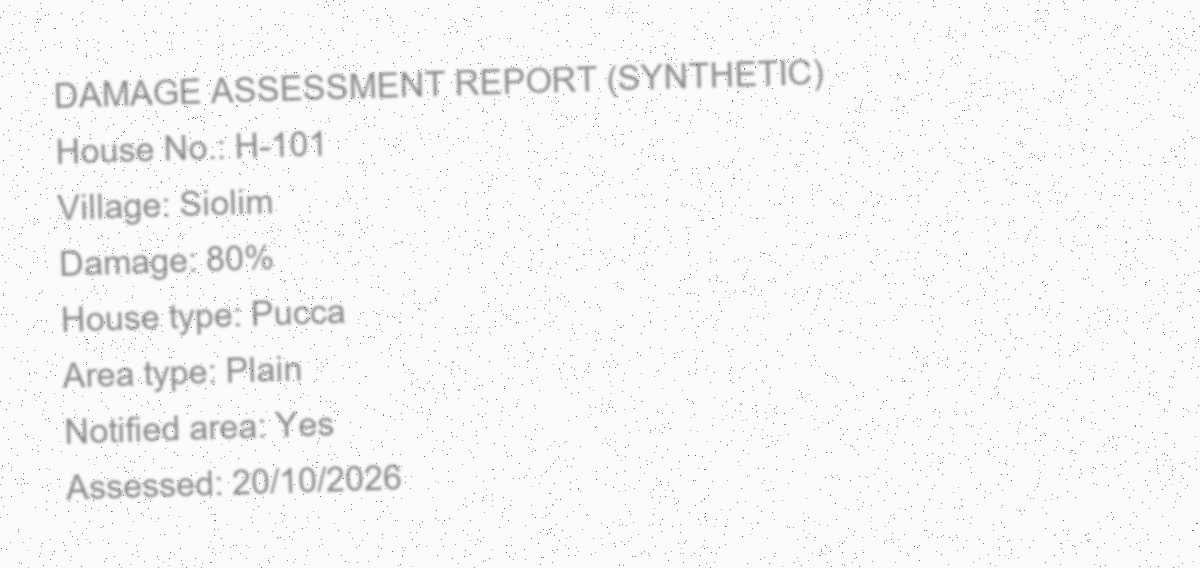 DAMAGE ASSESSMENT REPORT (SYNTHETIC)
House No.: H-101
Village: Siolim
Damage: 80%
House type: Pucca
Area type: Plain
Notified area: Yes
Assessed: 20/10/2026